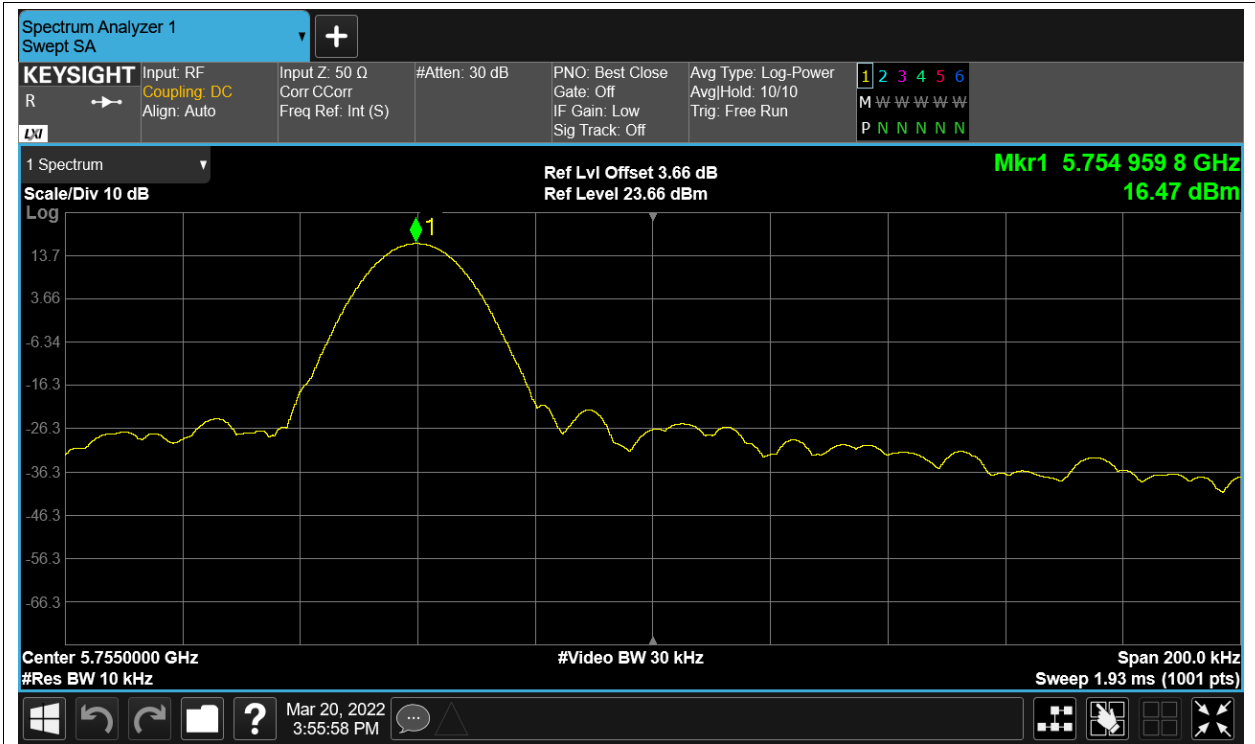 Spectrum Analyzer 1
Swept SA
+
KEYSIGHT Input: RF Input Z: 50 Ω #Atten: 30 dB PNO: Best Close Avg Type: Log-Power 1 2 3 4 5 6
R Coupling: DC Corr CCorr Gate: Off Avg|Hold: 10/10 M W W W W W
Align: Auto Freq Ref: Int (S) IF Gain: Low Trig: Free Run
LXI Sig Track: Off P N N N N N
1 Spectrum Ref Lvl Offset 3.66 dB Mkr1 5.754 959 8 GHz
Scale/Div 10 dB Ref Level 23.66 dBm 16.47 dBm
Log
1
13.7
3.66
-6.34
-16.3
-26.3
-36.3
-46.3
-56.3
-66.3
Center 5.7550000 GHz #Video BW 30 kHz Span 200.0 kHz
#Res BW 10 kHz Sweep 1.93 ms (1001 pts)
? Mar 20, 2022
3:55:58 PM